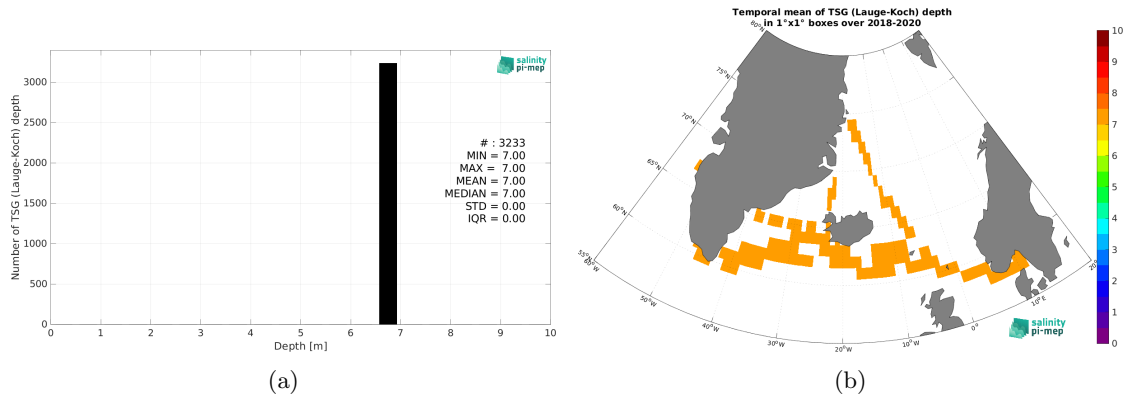 3000
2500
2000
1500
1000
500
0
Number of TSG (Lauge-Koch) depth
0 1 2 3 4 5 6 7 8 9 10
Depth [m]
salinity
pi-mep
# : 3233
MIN = 7.00
MAX = 7.00
MEAN = 7.00
MEDIAN = 7.00
STD = 0.00
IQR = 0.00
(a)
Temporal mean of TSG (Lauge-Koch) depth
in 1°x1° boxes over 2018-2020
80°N
75°N
70°N
65°N
60°N
55°N
60°W
50°W
40°W
30°W
20°W
10°W
0°
10°E
10
9
8
7
6
5
4
3
2
1
0
salinity
pi-mep
(b)